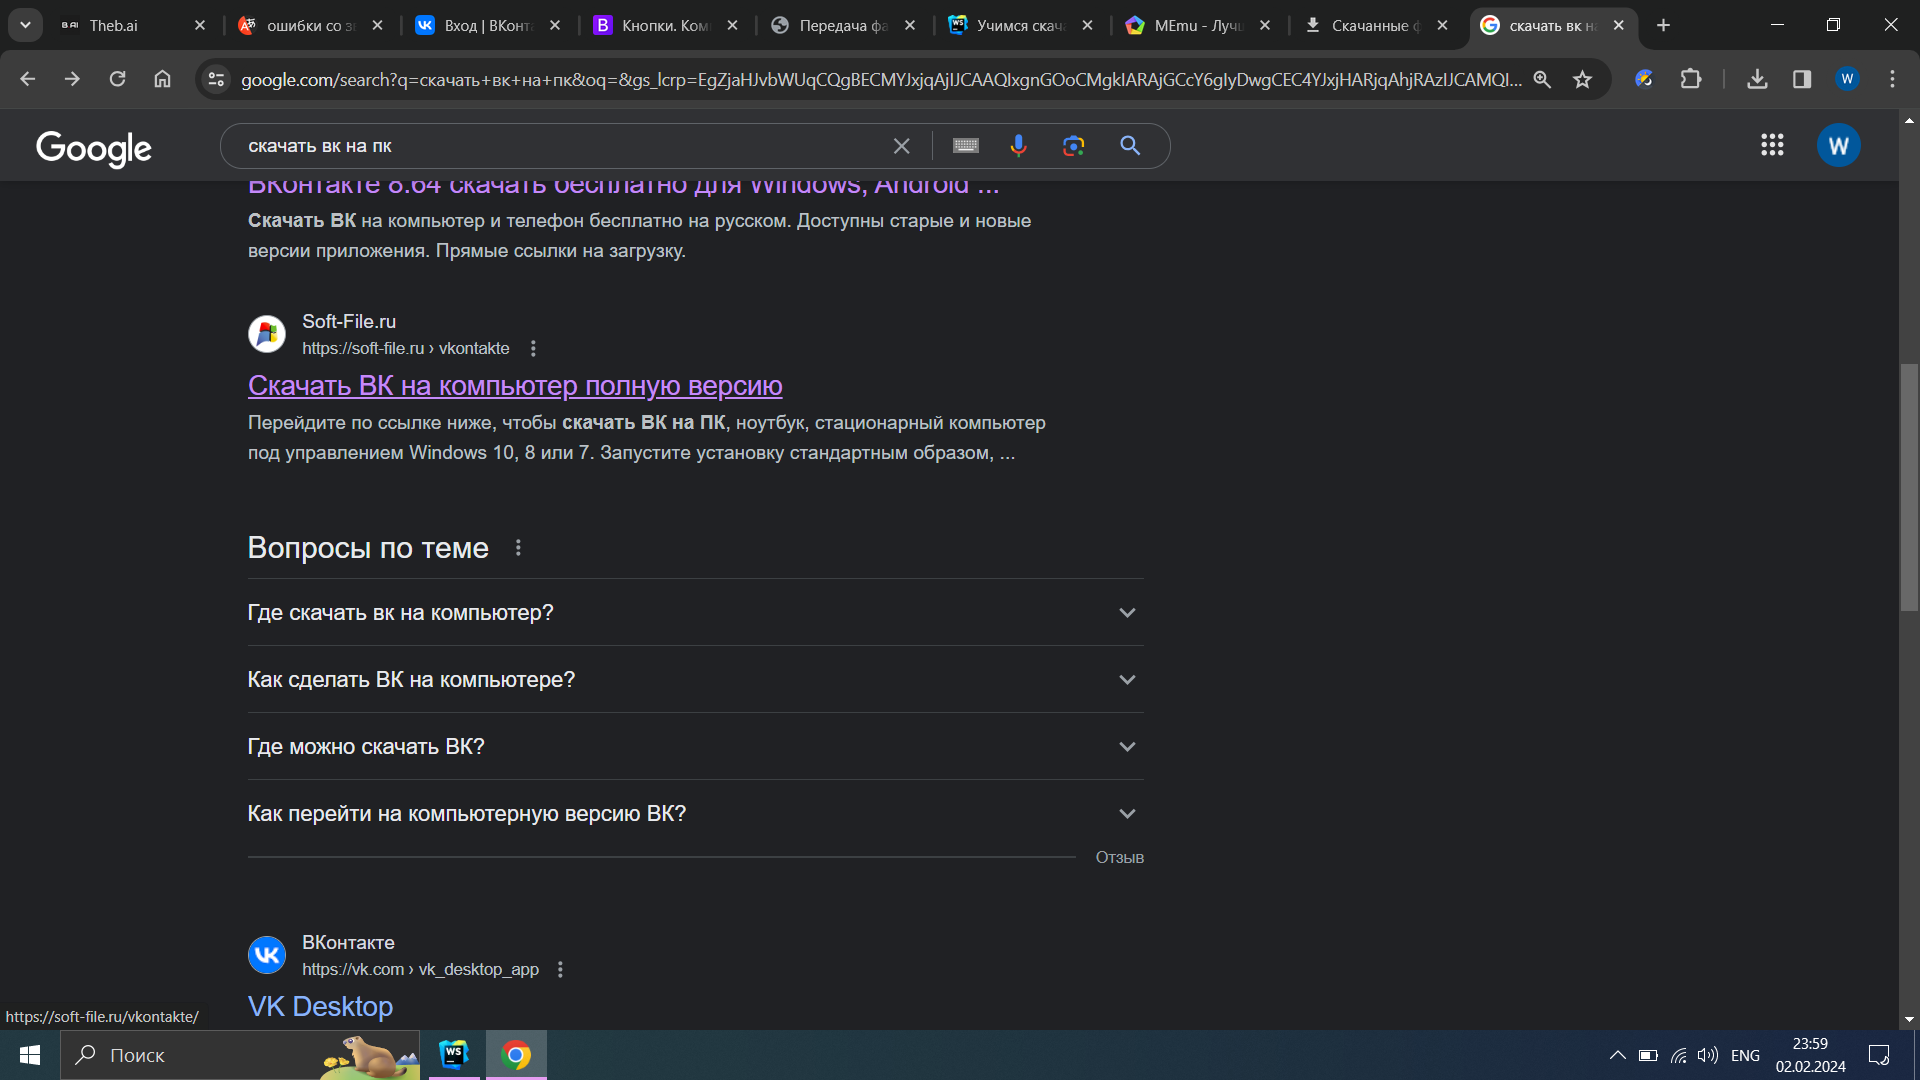 Theb.ai
ошибки со зв
Вход | ВКонта
Кнопки. Ком
Передача фа
Учимся скача
MEmu - Лучш
Скачанные ф
скачать вк на
google.com/search?q=скачать+вк+на+пк&oq=&gs_lcrp=EgZjaHJvbWUqCQgBECMYJxjqAjIJCAAQIxgnGOoCMgkIARAjGCcY6gIyDwgCEC4YJxjHARjqAhjRAzIJCAMQI...
W
Google
скачать вк на пк
W
ВКонтакте 8.64 скачать бесплатно для Windows, Android ...
Скачать ВК на компьютер и телефон бесплатно на русском. Доступны старые и новые
версии приложения. Прямые ссылки на загрузку.
Soft-File.ru
https://soft-file.ru › vkontakte
Скачать ВК на компьютер полную версию
Перейдите по ссылке ниже, чтобы скачать ВК на ПК, ноутбук, стационарный компьютер
под управлением Windows 10, 8 или 7. Запустите установку стандартным образом, ...
Вопросы по теме
Где скачать вк на компьютер?
Как сделать ВК на компьютере?
Где можно скачать ВК?
Как перейти на компьютерную версию ВК?
Отзыв
ВКонтакте
https://vk.com › vk_desktop_app
VK Desktop
https://soft-file.ru/vkontakte/
Поиск
WS
ENG
23:59
02.02.2024